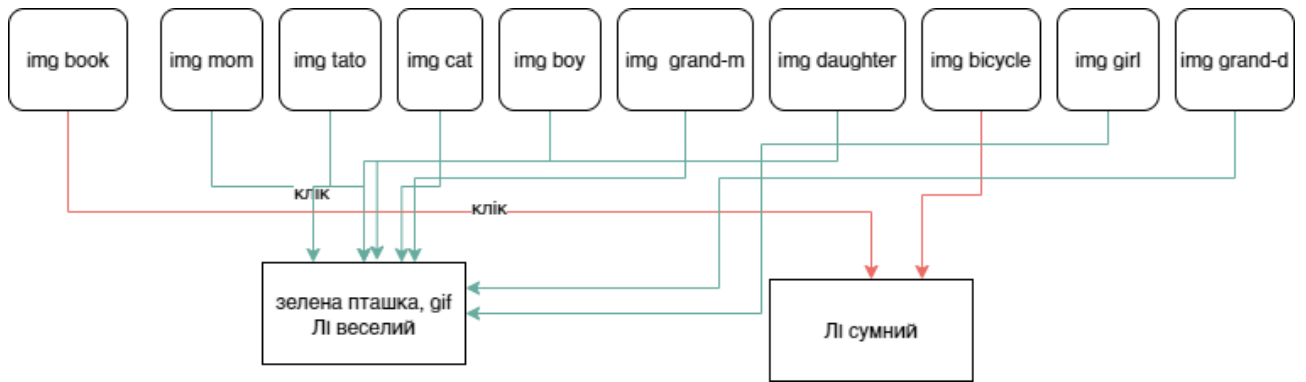 img book
img mom
img tato
img cat
img boy
img grand-m
img daughter
img bicycle
img girl
img grand-d
клік
клік
зелена пташка, gif
Лі веселий
Лі сумний